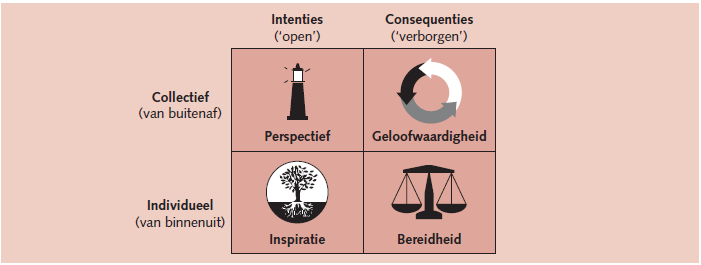 Intenties
(‘open’)
Consequenties
(‘verborgen’)
Collectief
(van buitenaf)
Perspectief
Geloofwaardigheid
Individueel
(van binnenuit)
Inspiratie
Bereidheid